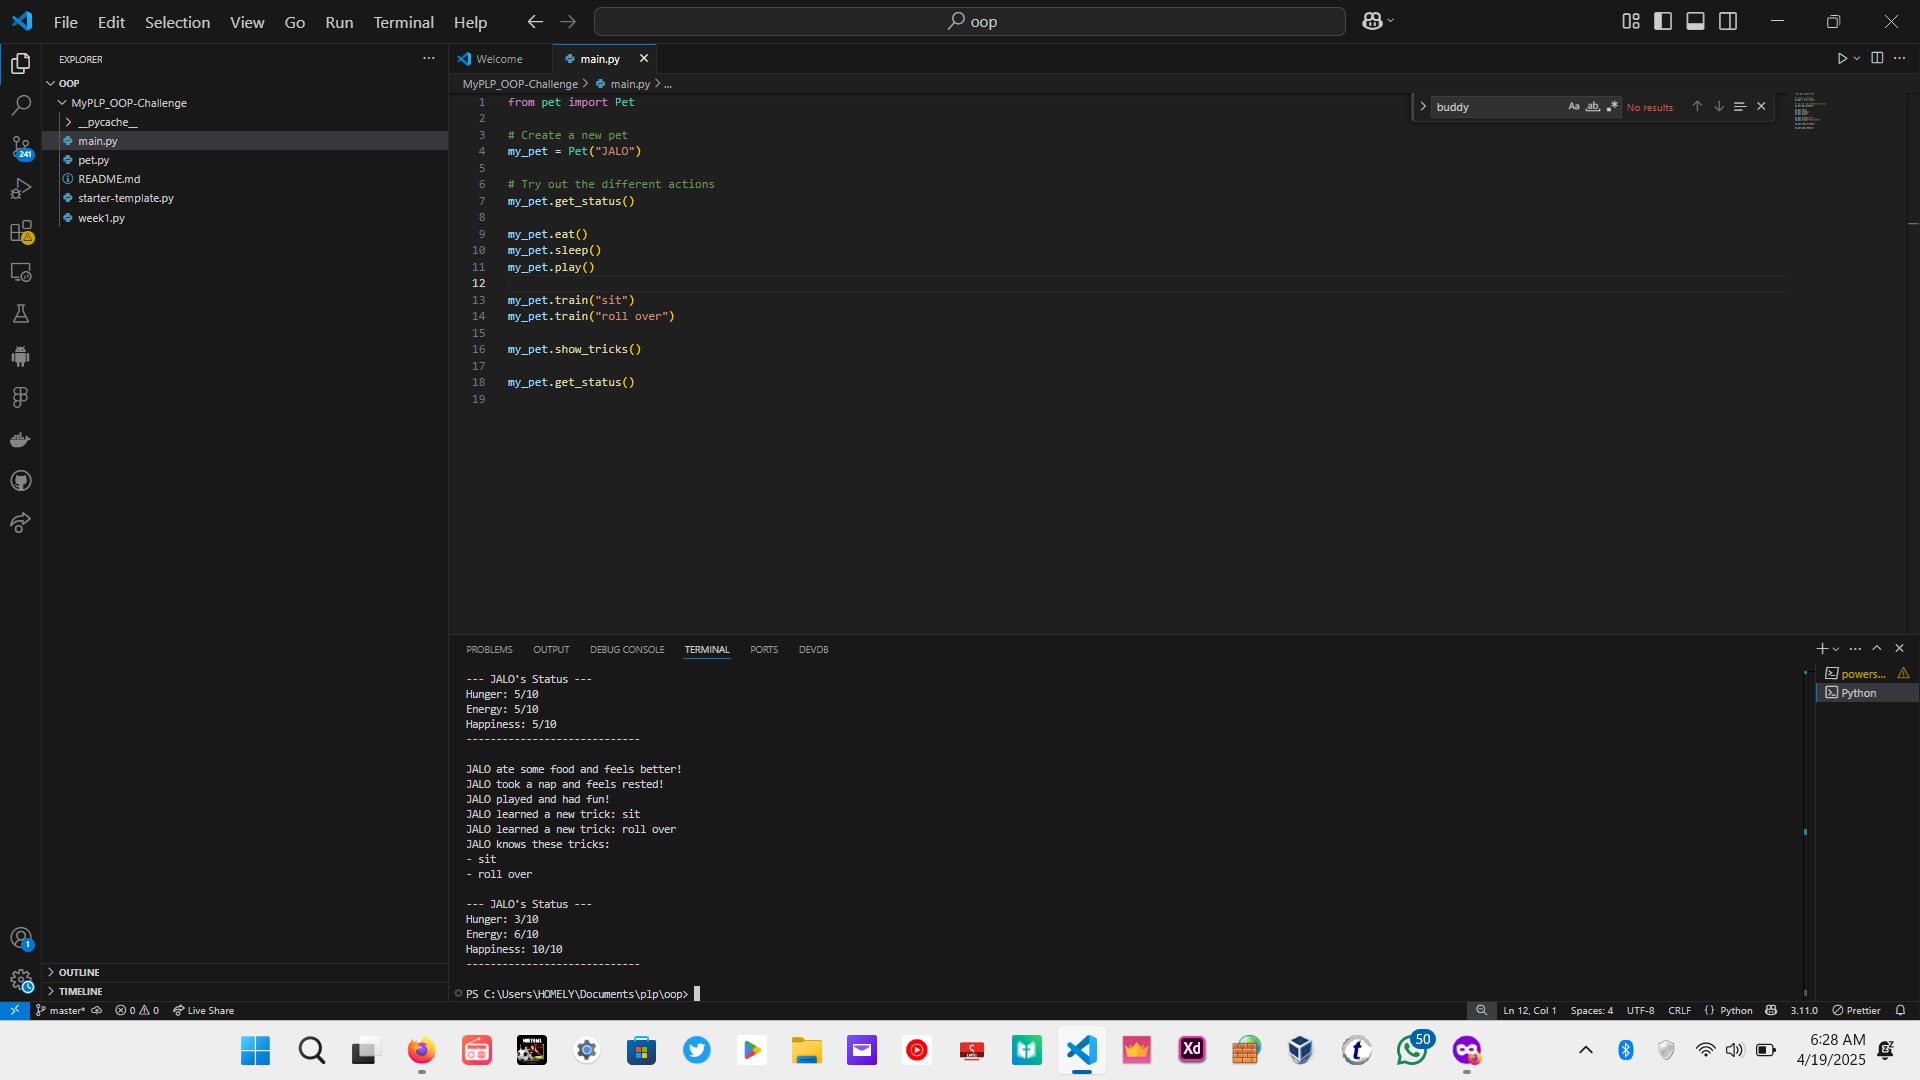 File Edit Selection View Go Run Terminal Help
oop
EXPLORER
OOP
MyPLP_OOP-Challenge
__pycache__
main.py
pet.py
README.md
starter-template.py
week1.py
241
OUTLINE
TIMELINE
Welcome
main.py
MyPLP_OOP-Challenge > main.py > ...
buddy
Aa ab .* No results
1 from pet import Pet
2
3 # Create a new pet
4 my_pet = Pet("JALO")
5
6 # Try out the different actions
7 my_pet.get_status()
8
9 my_pet.eat()
10 my_pet.sleep()
11 my_pet.play()
12
13 my_pet.train("sit")
14 my_pet.train("roll over")
15
16 my_pet.show_tricks()
17
18 my_pet.get_status()
19
PROBLEMS OUTPUT DEBUG CONSOLE TERMINAL PORTS DEVDB
powers...
Python
--- JALO's Status ---
Hunger: 5/10
Energy: 5/10
Happiness: 5/10
-----------------------------
JALO ate some food and feels better!
JALO took a nap and feels rested!
JALO played and had fun!
JALO learned a new trick: sit
JALO learned a new trick: roll over
JALO knows these tricks:
- sit
- roll over
--- JALO's Status ---
Hunger: 3/10
Energy: 6/10
Happiness: 10/10
-----------------------------
PS C:\Users\HOMELY\Documents\plp\oop>
1
master* 0 0 Live Share
Ln 12, Col 1 Spaces: 4 UTF-8 CRLF {} Python 3.11.0 Prettier
Xd
t
50
6:28 AM
4/19/2025